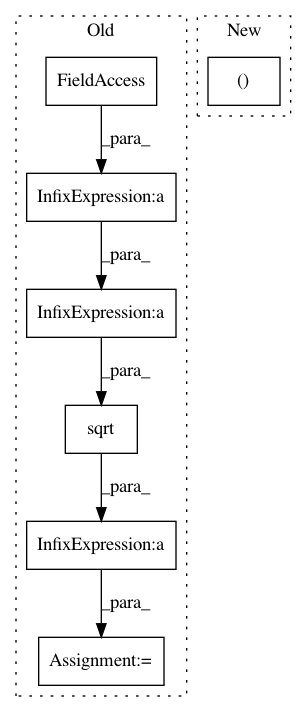 Old
New
FieldAccess
()
_para_
InfixExpression:a
_para_
InfixExpression:a
_para_
sqrt
_para_
InfixExpression:a
_para_
Assignment:=